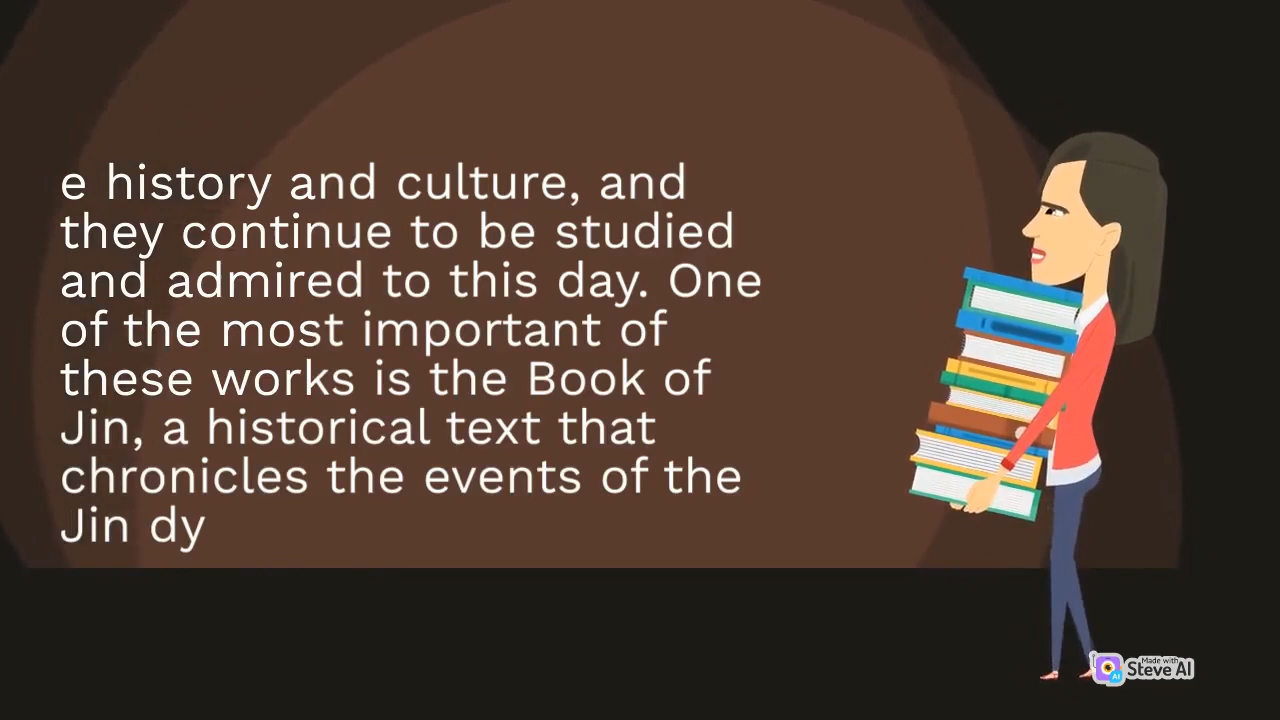 e history and culture, and
they continue to be studied
and admired to this day. One
of the most important of
these works is the Book of
Jin, a historical text that
chronicles the events of the
Jin dy
Made with
Steve AI
AI